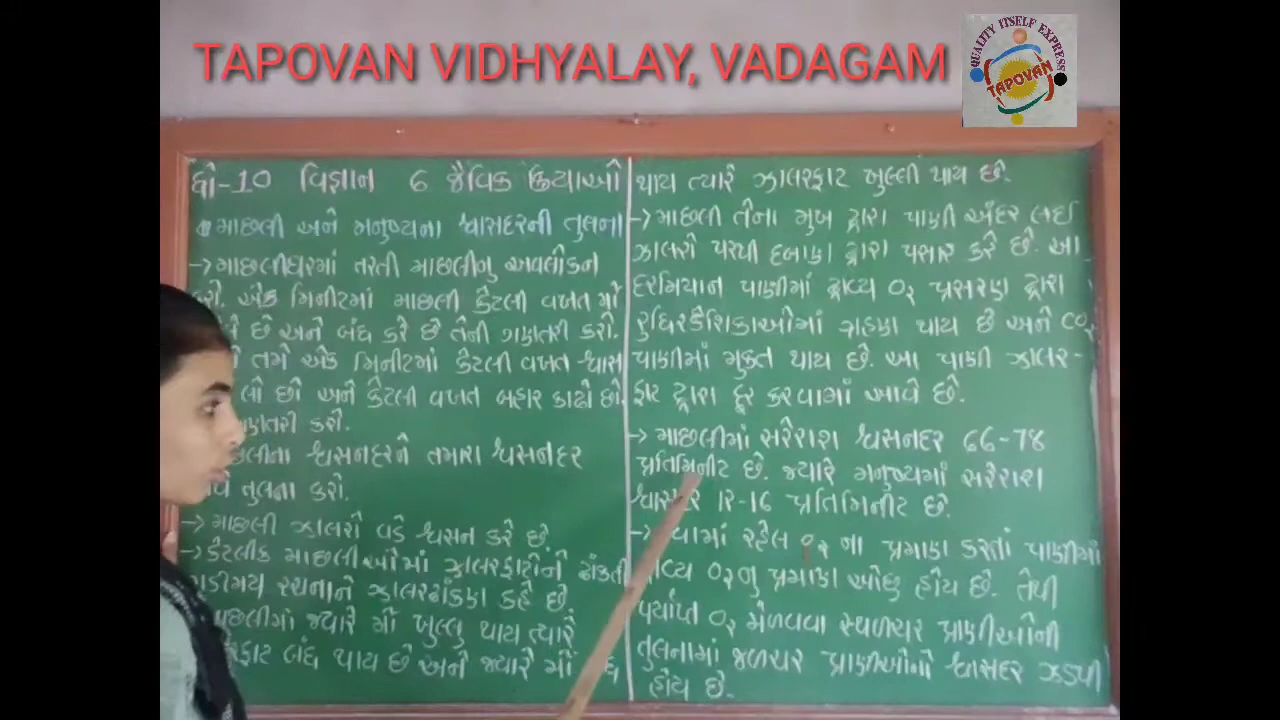 TAPOVAN VIDHYALAY, VADAGAM
QUALITY ITSELF EXPRESS
TAPOVAN
ધો-10 વિજ્ઞાન 6 જૈવિક ક્રિયાઓ
માછલી અને મનુષ્યના શ્વાસદરની તુલના
→ માછલીઘરમાં તરતી માછલીનુ અવલોકન
કરો. એક મિનીટમાં માછલી કેટલી વખત મોં
છે અને બંધ કરે છે તેની ગણતરી કરો.
તમે એક મિનીટમાં કેટલી વખત શ્વાસ
લો છો અને કેટલી વખત બહાર કાઢો છો.
ગણતરી કરો.
શ્વસનદરને તમારા શ્વસનદર
તુલના કરો.
→ માછલી ઝાલરો વડે શ્વસન કરે છે.
→ કેટલીક માછલીઓમાં ઝાલરફાટોને ઢાંકતી
રચનાને ઝાલરઢાંકણ કહે છે.
માછલીમાં જ્યારે મોં ખુલ્લુ થાય ત્યારે
બંધ થાય છે અને જ્યારે મોં
થાય ત્યારે ઝાલરફાટ ખુલ્લી થાય છે.
→ માછલી તેના મુખ દ્વારા પાણી અંદર લઈ
ઝાલરો પરથી દબાણ દ્વારા પસાર કરે છે. આ
દરમિયાન પાણીમાં દ્રાવ્ય O₂ પ્રસરણ દ્વારા
રુધિરકેશિકાઓમાં ગ્રહણ થાય છે અને CO₂
પાણીમાં મુક્ત થાય છે. આ પાણી ઝાલર-
ફાટ દ્વારા દૂર કરવામાં આવે છે.
→ માછલીમાં સરેરાશ શ્વસનદર 66-78
પ્રતિમિનીટ છે. જ્યારે મનુષ્યમાં સરેરાશ
12-16 પ્રતિમિનીટ છે.
→ હવામાં રહેલ O₂ ના પ્રમાણ કરતાં પાણીમાં
દ્રાવ્ય O₂નુ પ્રમાણ ઓછુ હોય છે. તેથી
પર્યાપ્ત O₂ મેળવવા સ્થળચર પ્રાણીઓની
તુલનામાં જળચર પ્રાણીઓનો શ્વાસદર ઝડપી
હોય છે.